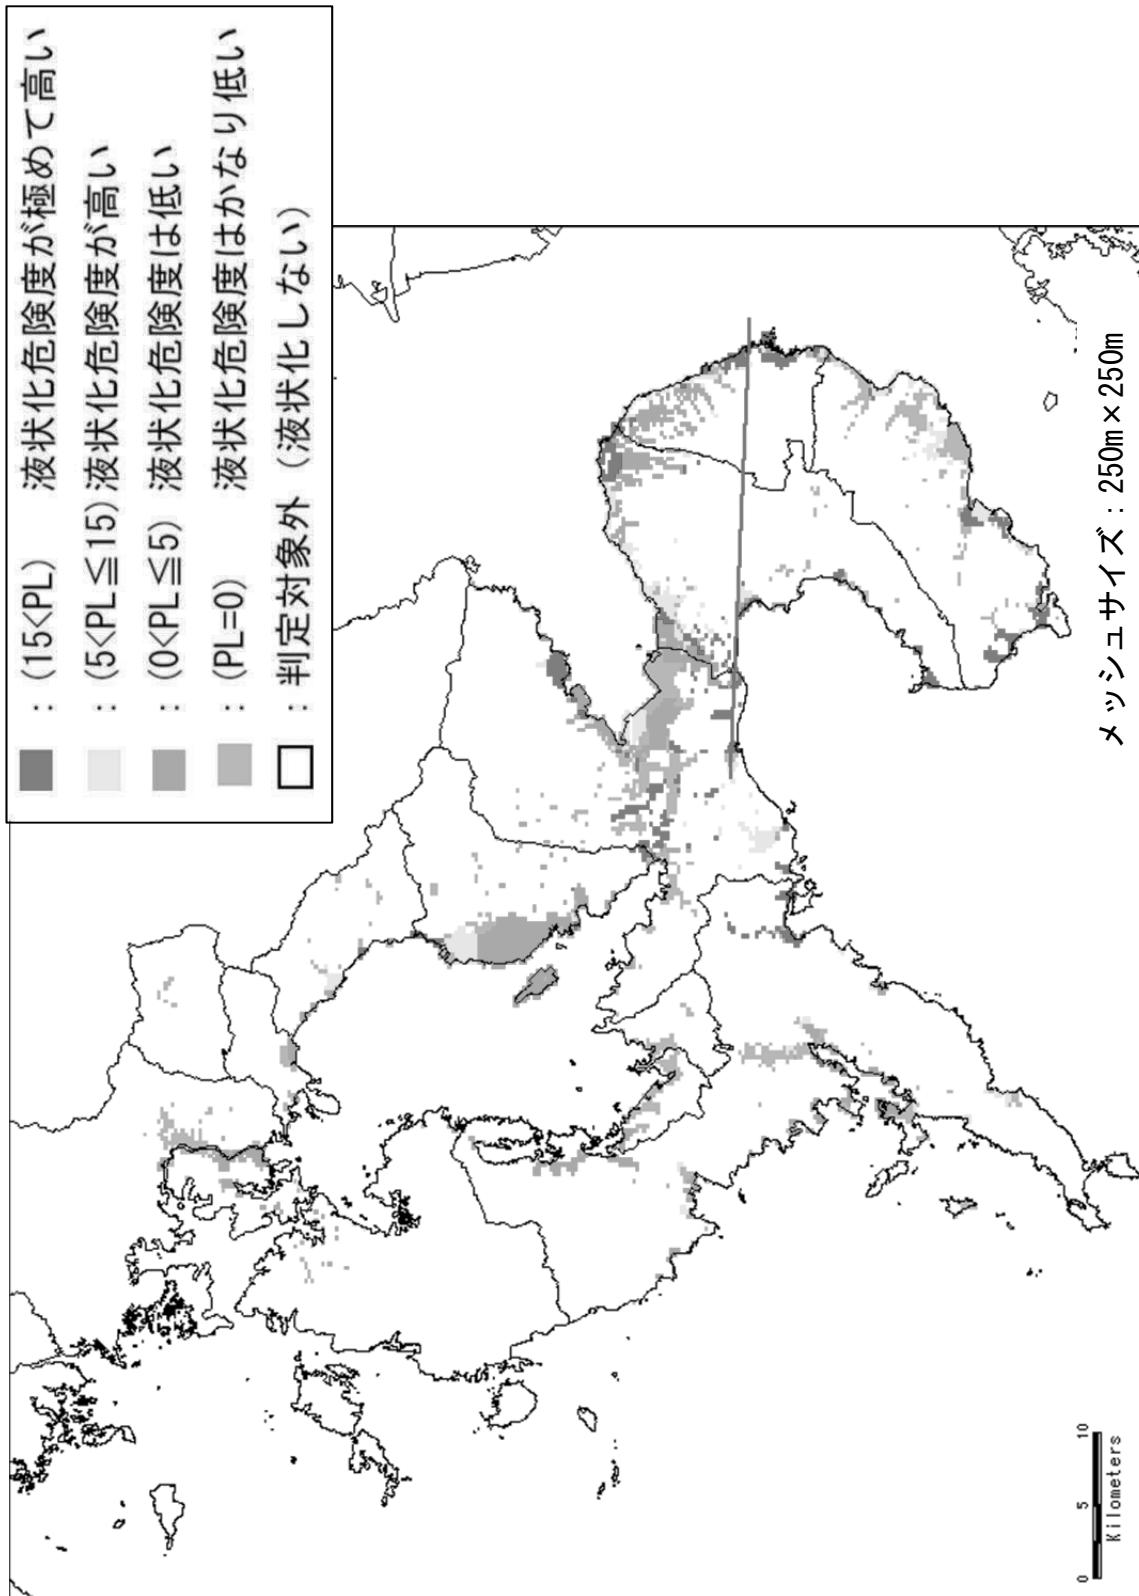 ：(15<PL)　液状化危険度が極めて高い
：(5<PL≦15)液状化危険度が高い
：(0<PL≦5)　液状化危険度は低い
：(PL=0)　液状化危険度はかなり低い
：判定対象外（液状化しない）
メッシュサイズ：250m×250m
0 5 10
Kilometers